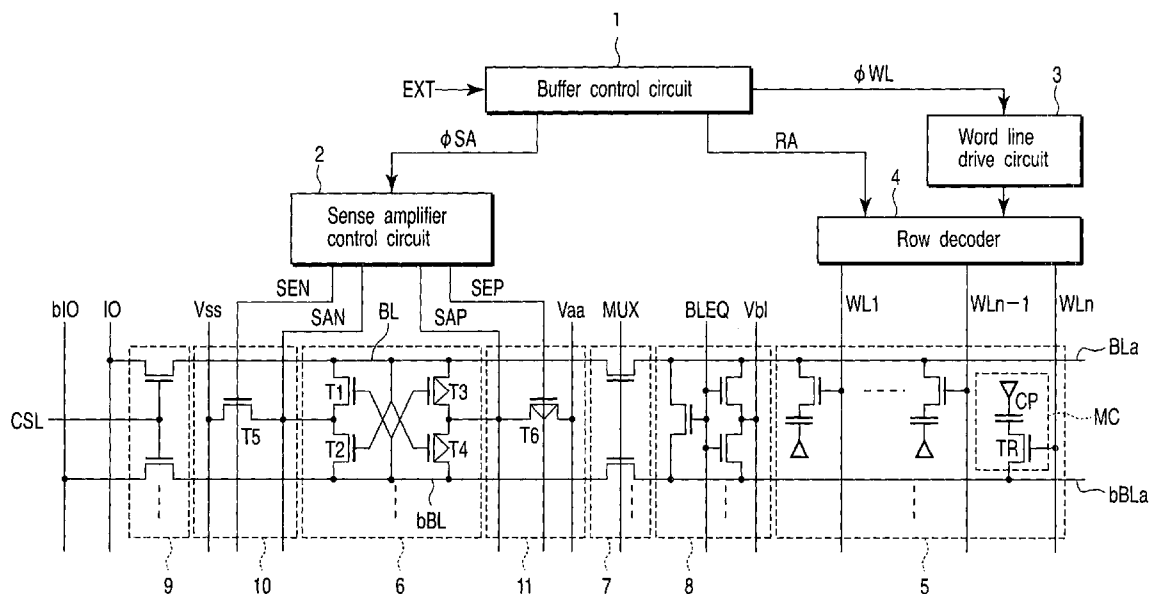 1
EXT
Buffer control circuit
φWL
3
φSA
RA
Word line
drive circuit
2
4
Sense amplifier
control circuit
Row decoder
SEN
SEP
bIO
IO
Vss
SAN
BL
SAP
Vaa
MUX
BLEQ
Vbl
WL1
WLn-1
WLn
BLa
T1
T3
CP
MC
CSL
T5
T2
T4
T6
TR
bBL
bBLa
9
10
6
11
7
8
5